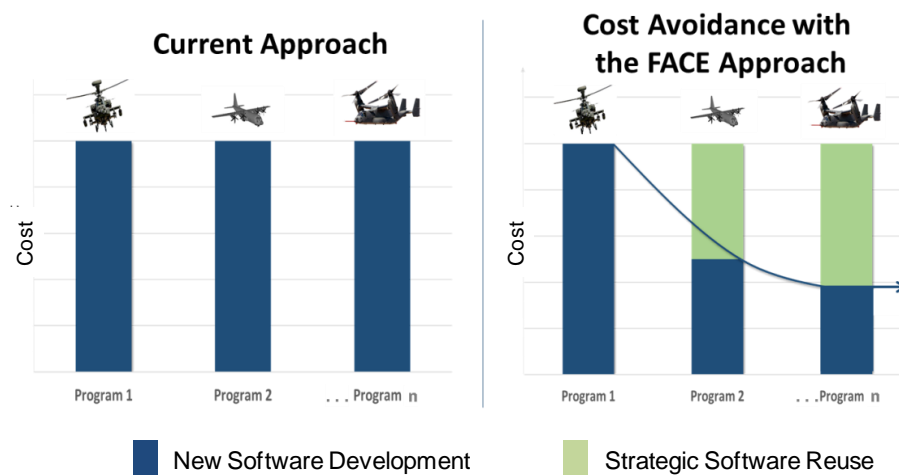 Current Approach
Cost Avoidance with
the FACE Approach
Cost
Cost
Program 1
Program 2
... Program n
Program 1
Program 2
...Program n
New Software Development
Strategic Software Reuse